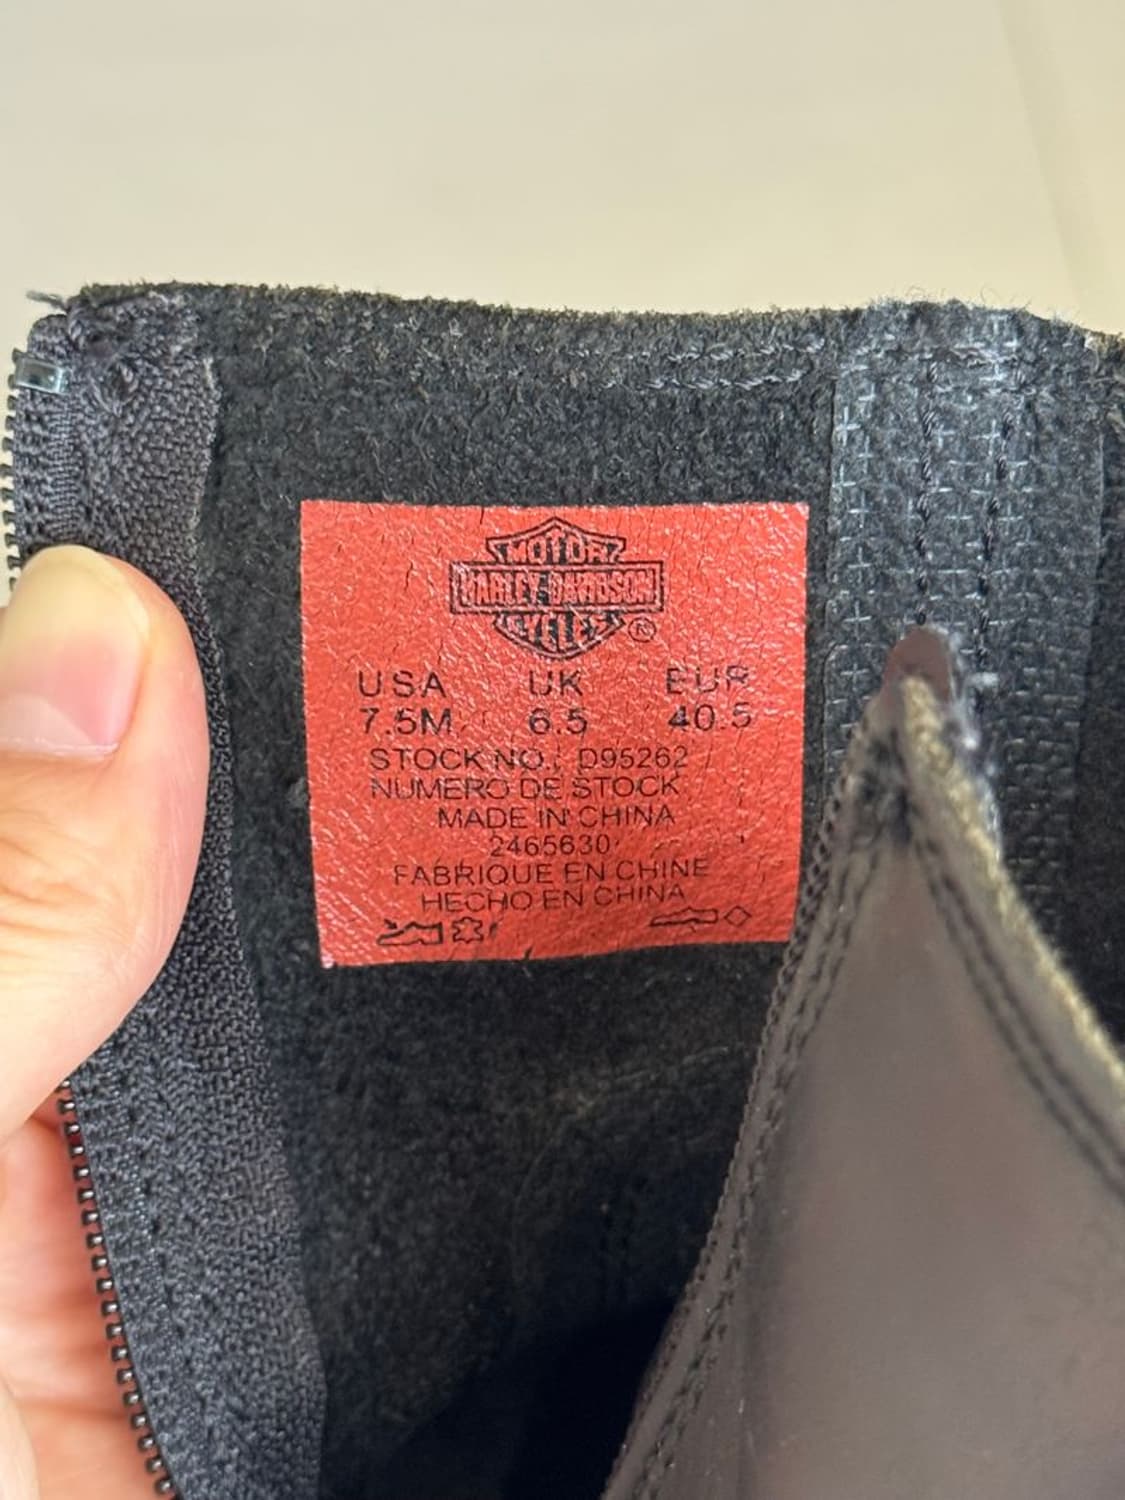 MOTOR
HARLEY-DAVIDSON
CYCLES
®
USA UK EUR
7.5M 6.5 40.5
STOCK NO.: D95262
NUMERO DE STOCK
MADE IN CHINA
2465630
FABRIQUE EN CHINE
HECHO EN CHINA